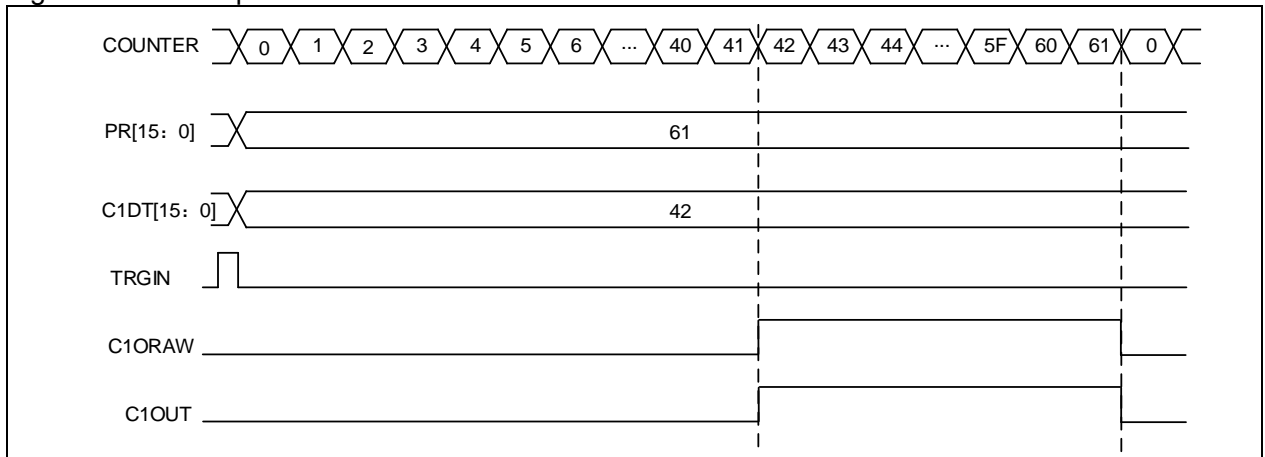 COUNTER 0 1 2 3 4 5 6 ... 40 41 42 43 44 ... 5F 60 61 0
PR[15：0] 61
C1DT[15：0] 42
TRGIN
C1ORAW
C1OUT